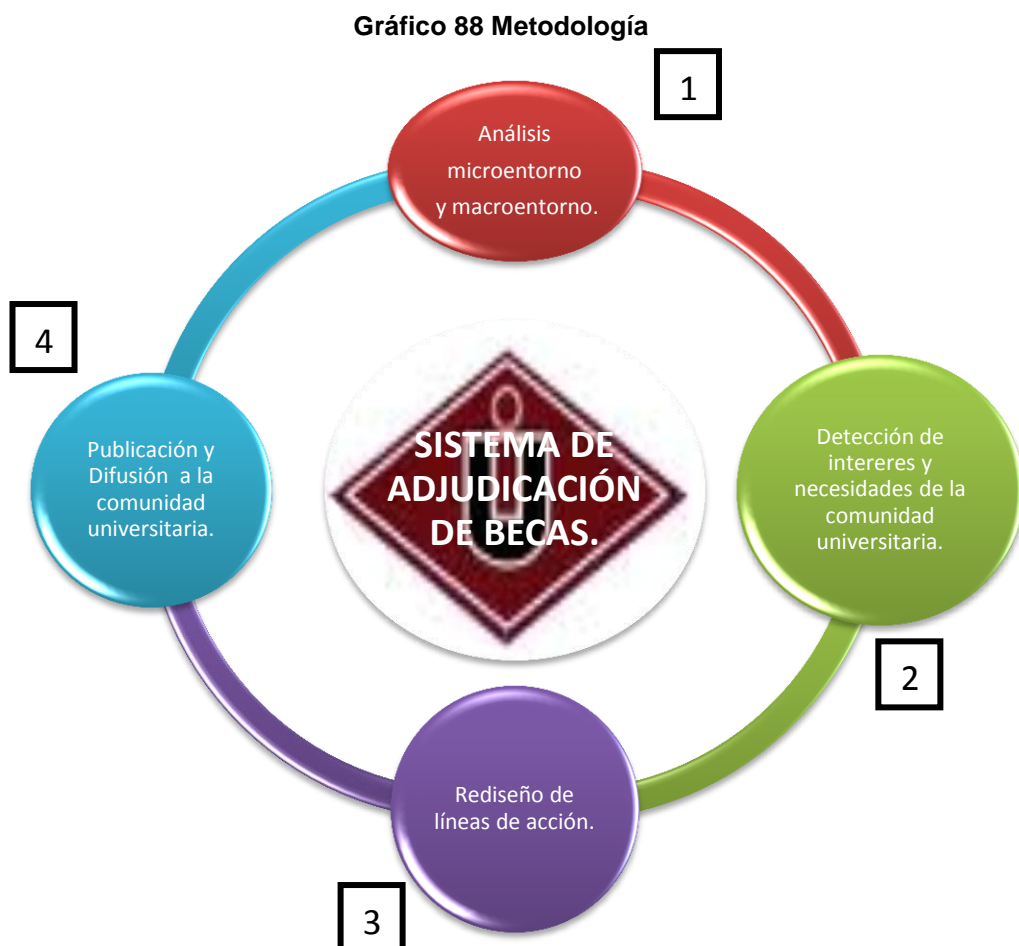 Gráfico 88 Metodología
1
Análisis
microentorno
y macroentorno.
2
Detección de
intereres y
necesidades de la
comunidad
universitaria.
3
Rediseño de
líneas de acción.
4
Publicación y
Difusión a la
comunidad
universitaria.
SISTEMA DE
ADJUDICACIÓN
DE BECAS.